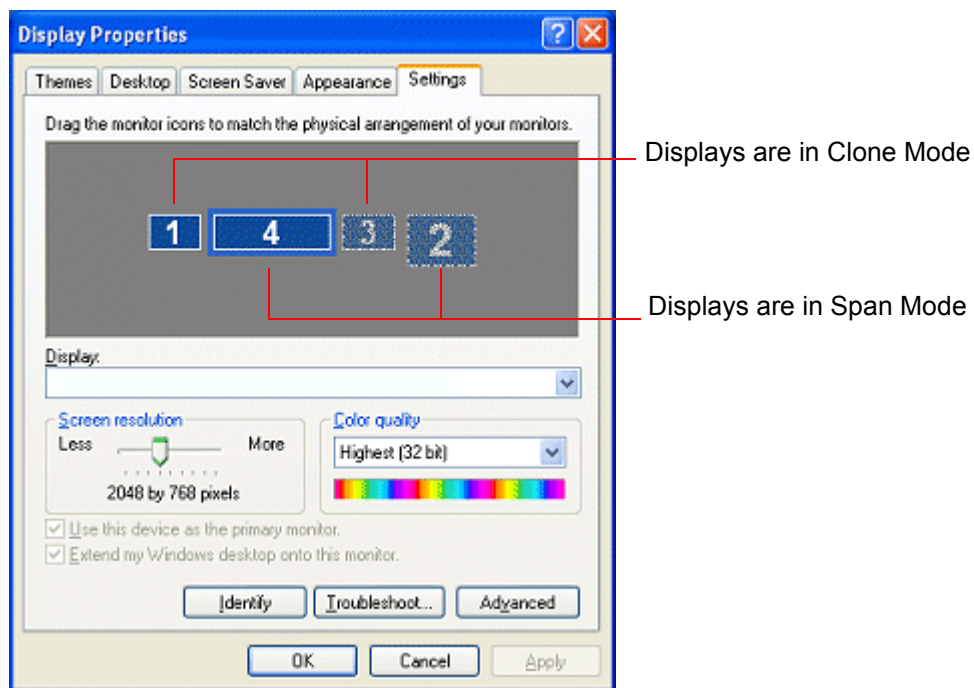 Display Properties
Themes Desktop Screen Saver Appearance Settings
Drag the monitor icons to match the physical arrangement of your monitors.
Displays are in Clone Mode
1 4 3 2
Displays are in Span Mode
Display:
Screen resolution
Less More
2048 by 768 pixels
Color quality
Highest (32 bit)
Use this device as the primary monitor.
Extend my Windows desktop onto this monitor.
Identify Troubleshoot... Advanced
OK Cancel Apply